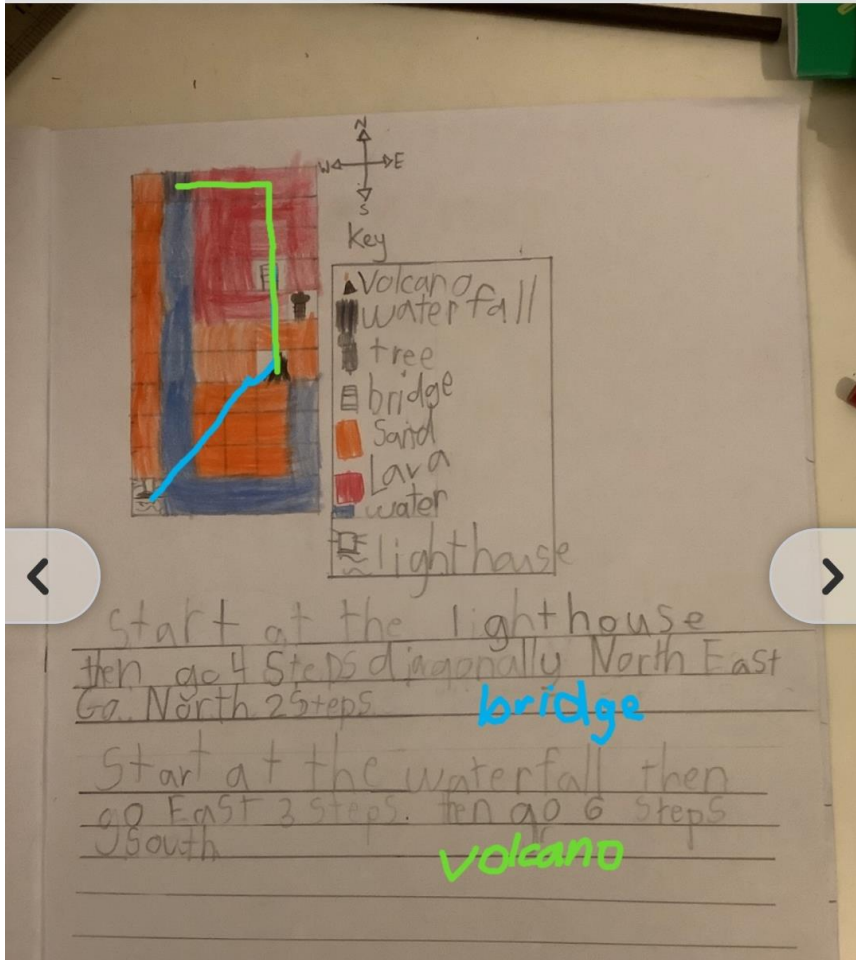 N
W E
S
Key
Volcano
waterfall
tree
bridge
Sand
Lava
water
lighthouse
Start at the lighthouse
then go 4 Steps diagonally North East
Go North 2 Steps
bridge
Start at the waterfall then
go East 3 steps. then go 6 Steps
South
volcano